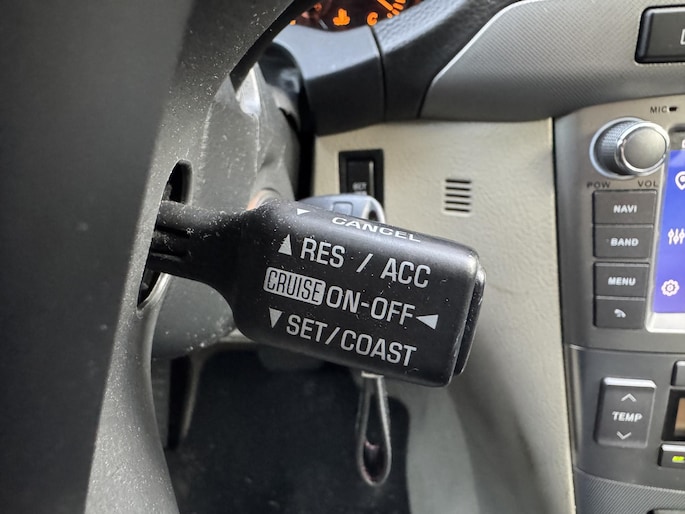 CANCEL
RES / ACC
CRUISE ON-OFF
SET/COAST
MIC
POW VOL
NAVI
BAND
MENU
TEMP